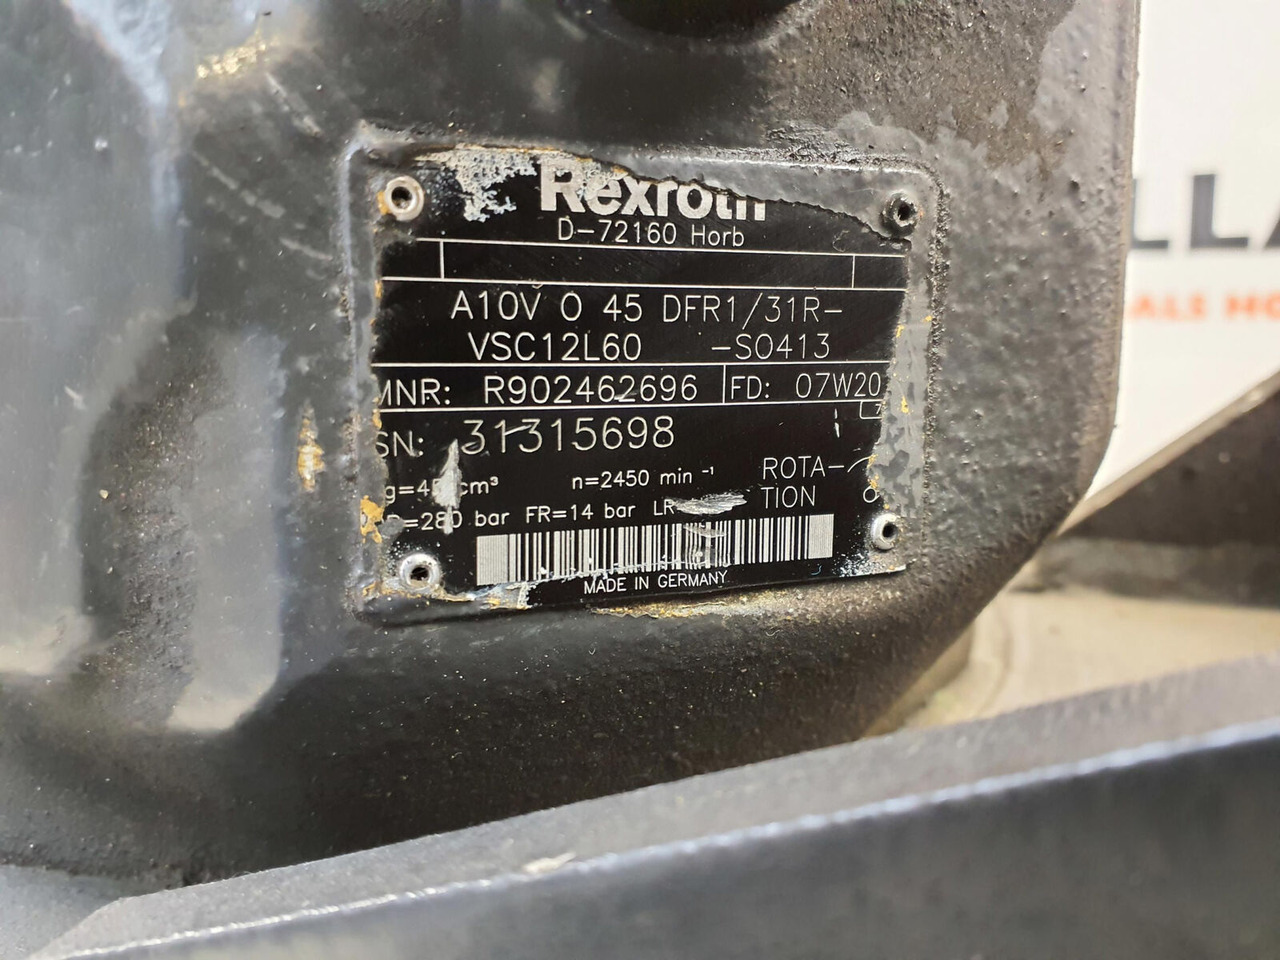 Rexroth
D-72160 Horb
A10V O 45 DFR1/31R-
VSC12L60 -S0413
MNR: R902462696 FD: 07W20
SN: 31315698
n=2450 min -1
ROTA-
TION
bar FR=14 bar
MADE IN GERMANY